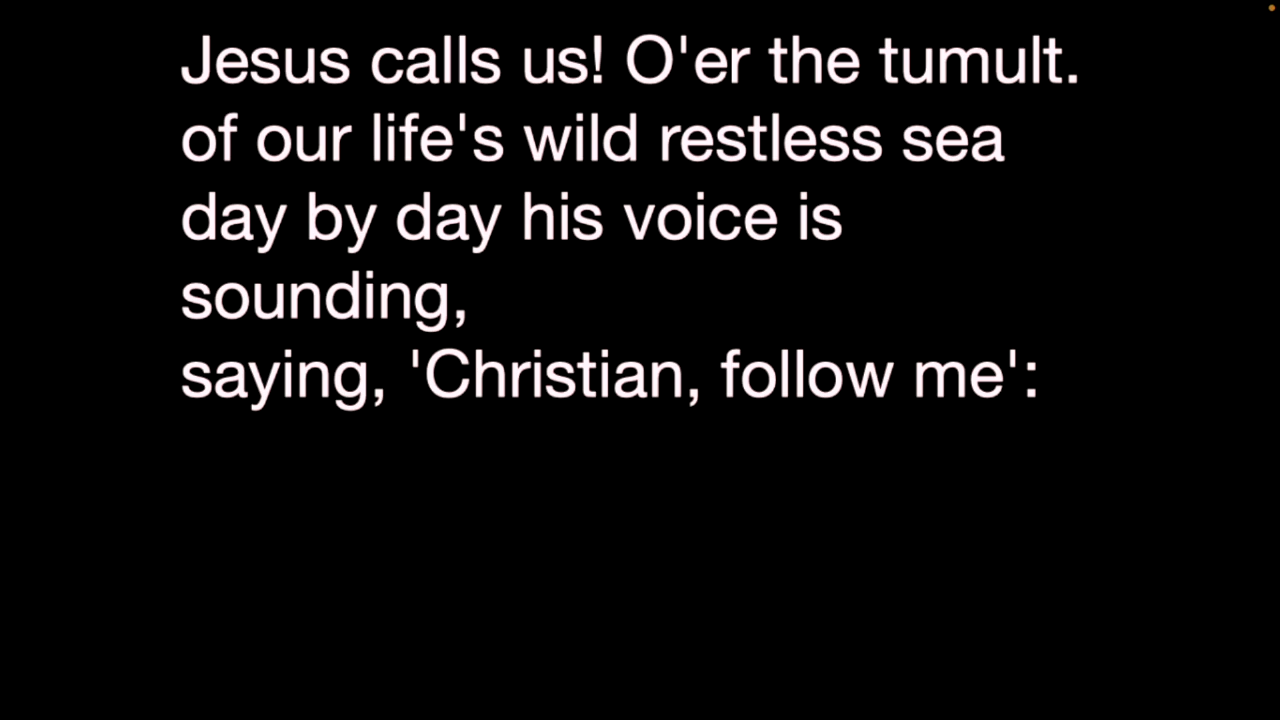 Jesus calls us! O'er the tumult.
of our life's wild restless sea
day by day his voice is
sounding,
saying, 'Christian, follow me':